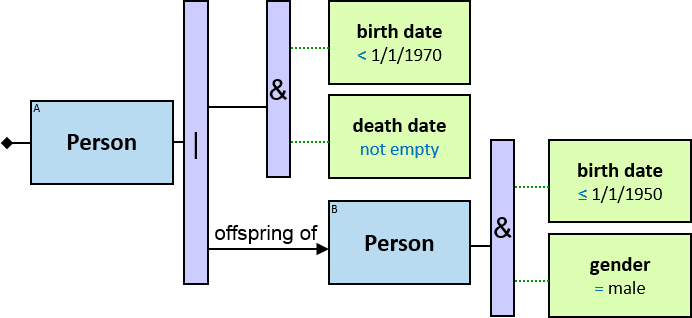 A
Person
|
&
birth date
< 1/1/1970
death date
not empty
offspring of
B
Person
&
birth date
≤ 1/1/1950
gender
= male